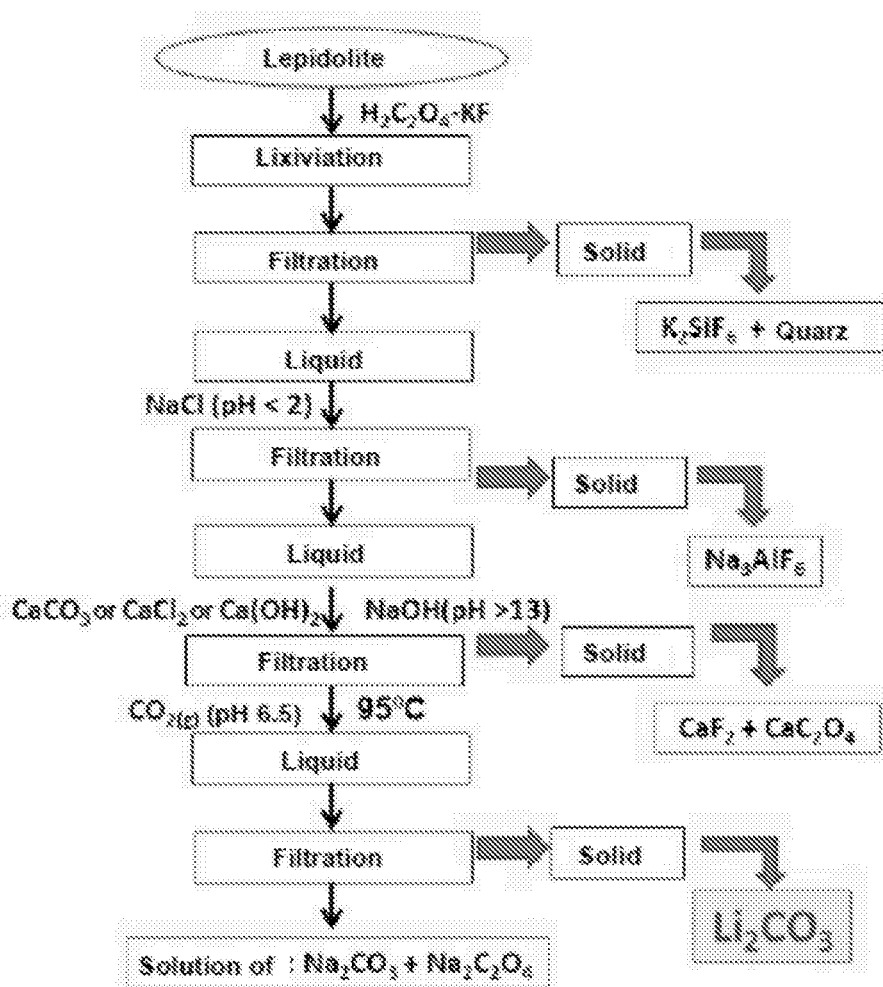 Lepidolite
H₂C₂O₄-KF
Lixiviation
Filtration
Solid
K₂SiF₆ + Quarz
Liquid
NaCl (pH < 2)
Filtration
Solid
Na₃AlF₆
Liquid
CaCO₃ or CaCl₂ or Ca(OH)₂ NaOH(pH >13)
Filtration
Solid
CaF₂ + CaC₂O₄
CO₂(g) (pH 6.5) 95ºC
Liquid
Filtration
Solid
Li₂CO₃
Solution of : Na₂CO₃ + Na₂C₂O₄